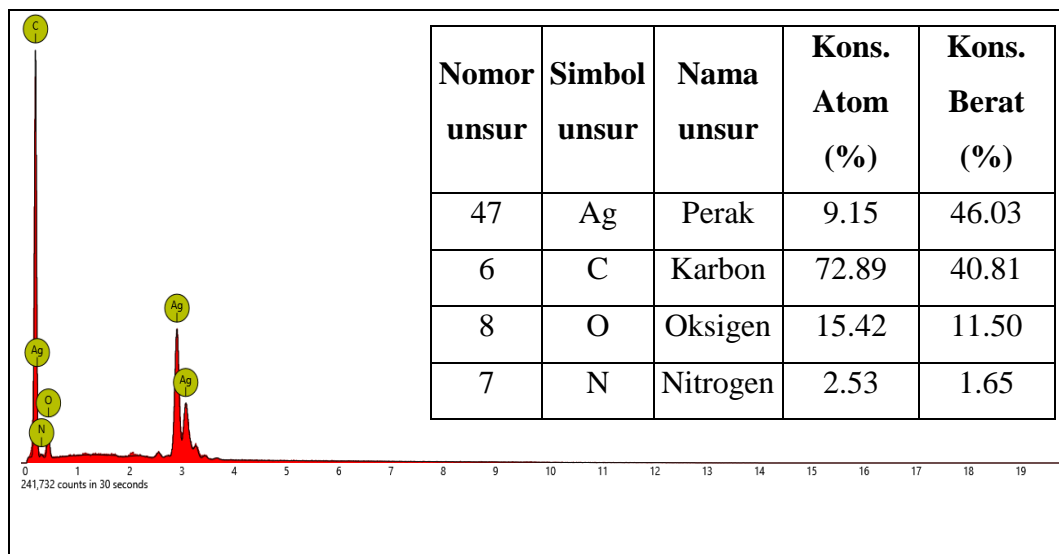 C
Ag
O
N
Ag
Ag
0 1 2 3 4 5 6 7 8 9 10 11 12 13 14 15 16 17 18 19
241,732 counts in 30 seconds
Nomor unsur Simbol unsur Nama unsur Kons. Atom (%) Kons. Berat (%)
47 Ag Perak 9.15 46.03
6 C Karbon 72.89 40.81
8 O Oksigen 15.42 11.50
7 N Nitrogen 2.53 1.65